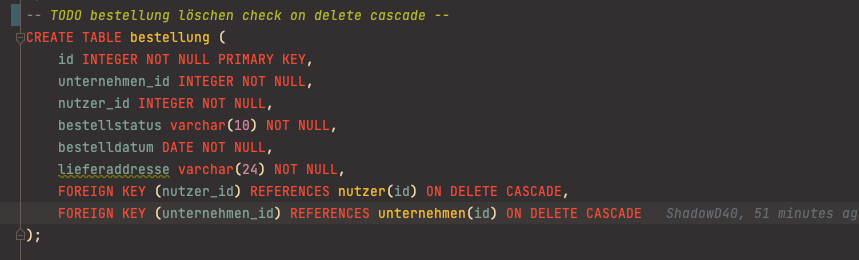 -- TODO bestellung löschen check on delete cascade --
CREATE TABLE bestellung (
    id INTEGER NOT NULL PRIMARY KEY,
    unternehmen_id INTEGER NOT NULL,
    nutzer_id INTEGER NOT NULL,
    bestellstatus varchar(10) NOT NULL,
    bestelldatum DATE NOT NULL,
    lieferaddresse varchar(24) NOT NULL,
    FOREIGN KEY (nutzer_id) REFERENCES nutzer(id) ON DELETE CASCADE,
    FOREIGN KEY (unternehmen_id) REFERENCES unternehmen(id) ON DELETE CASCADE    ShadowD40, 51 minutes ag
);